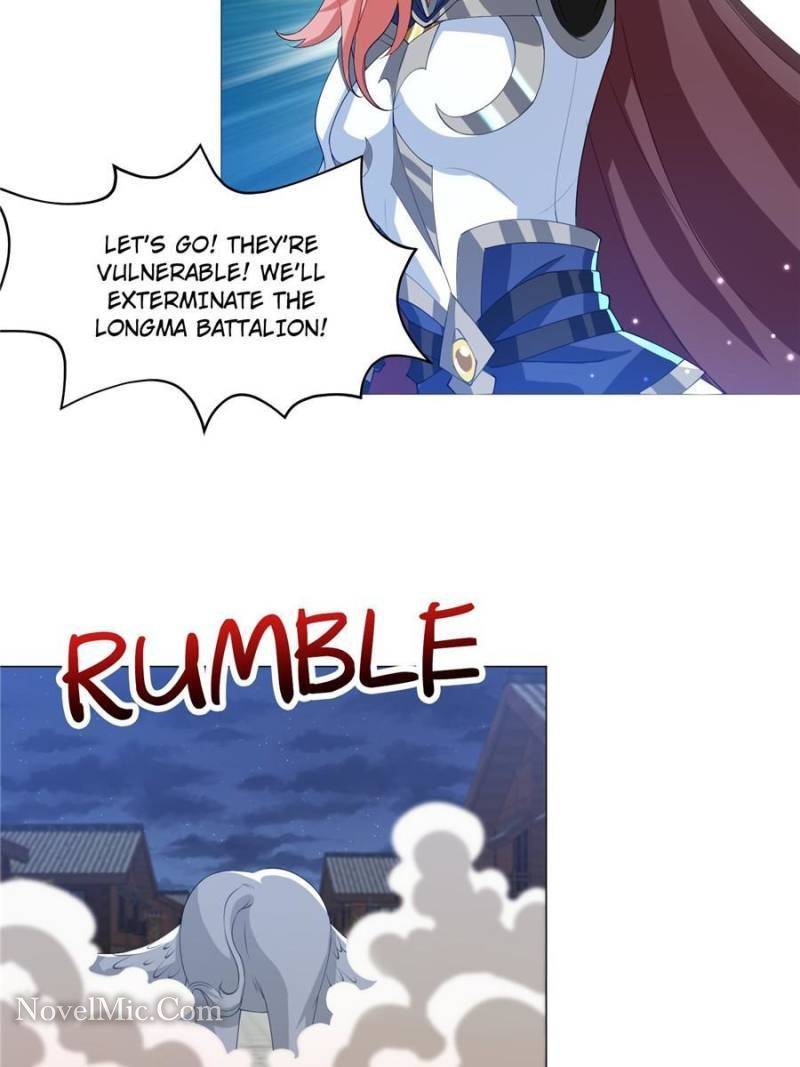 LET'S GO! THEY'RE
VULNERABLE! WE'LL
EXTERMINATE THE
LONGMA BATTALION!
RUMBLE
NovelMic.Com